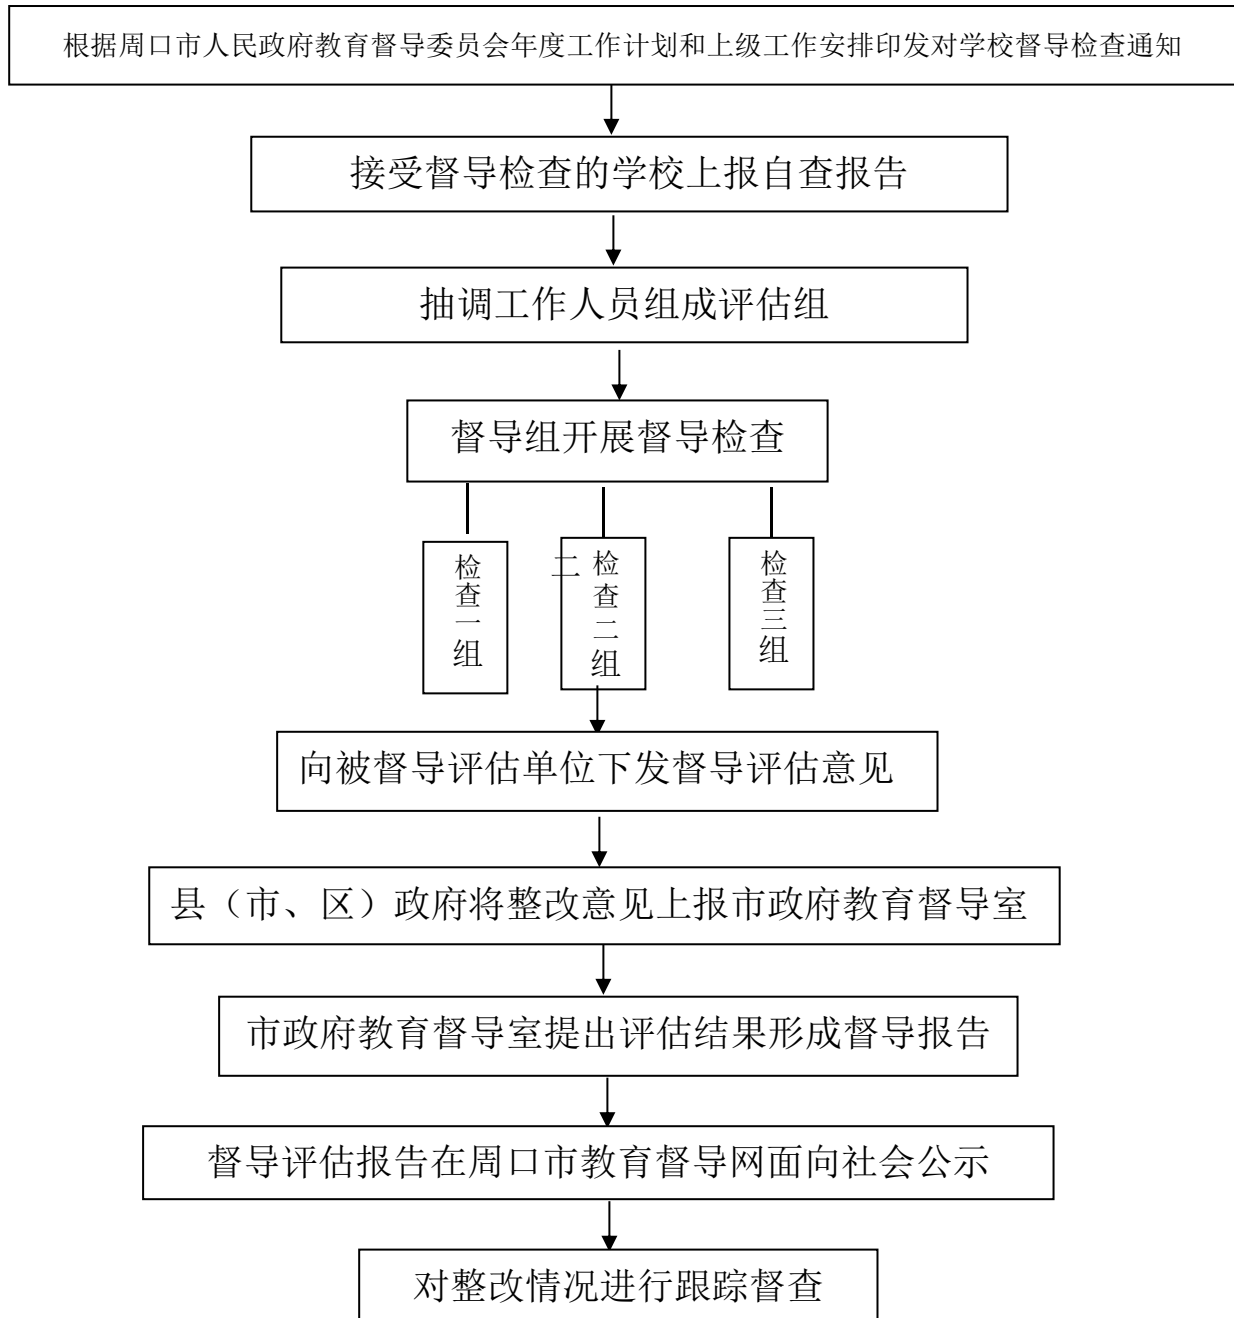 根据周口市人民政府教育督导委员会年度工作计划和上级工作安排印发对学校督导检查通知
接受督导检查的学校上报自查报告
抽调工作人员组成评估组
督导组开展督导检查
检查一组
二
检查二组
检查三组
向被督导评估单位下发督导评估意见
县（市、区）政府将整改意见上报市政府教育督导室
市政府教育督导室提出评估结果形成督导报告
督导评估报告在周口市教育督导网面向社会公示
对整改情况进行跟踪督查